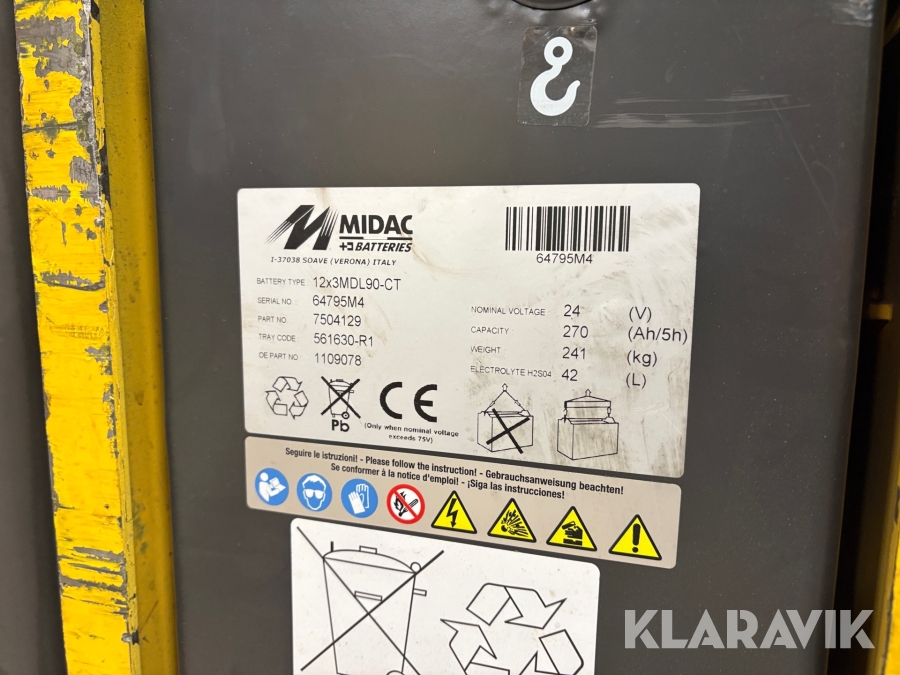 MIDAC
BATTERIES
I-37038 SOAVE (VERONA) ITALY
64795M4
BATTERY TYPE 12x3MDL90-CT
SERIAL NO. 64795M4
PART NO. 7504129
TRAY CODE 561630-R1
OE PART NO 1109078
NOMINAL VOLTAGE : 24 (V)
CAPACITY : 270 (Ah/5h)
WEIGHT : 241 (kg)
ELECTROLYTE H2S04 42 (L)
Pb
CE
(Only when nominal voltage
exceeds 75V)
Seguire le istruzioni! - Please follow the instruction! - Gebrauchsanweisung beachten!
Se conformer à la notice d'emploi! - ¡Siga las instrucciones!
KLARAVIK